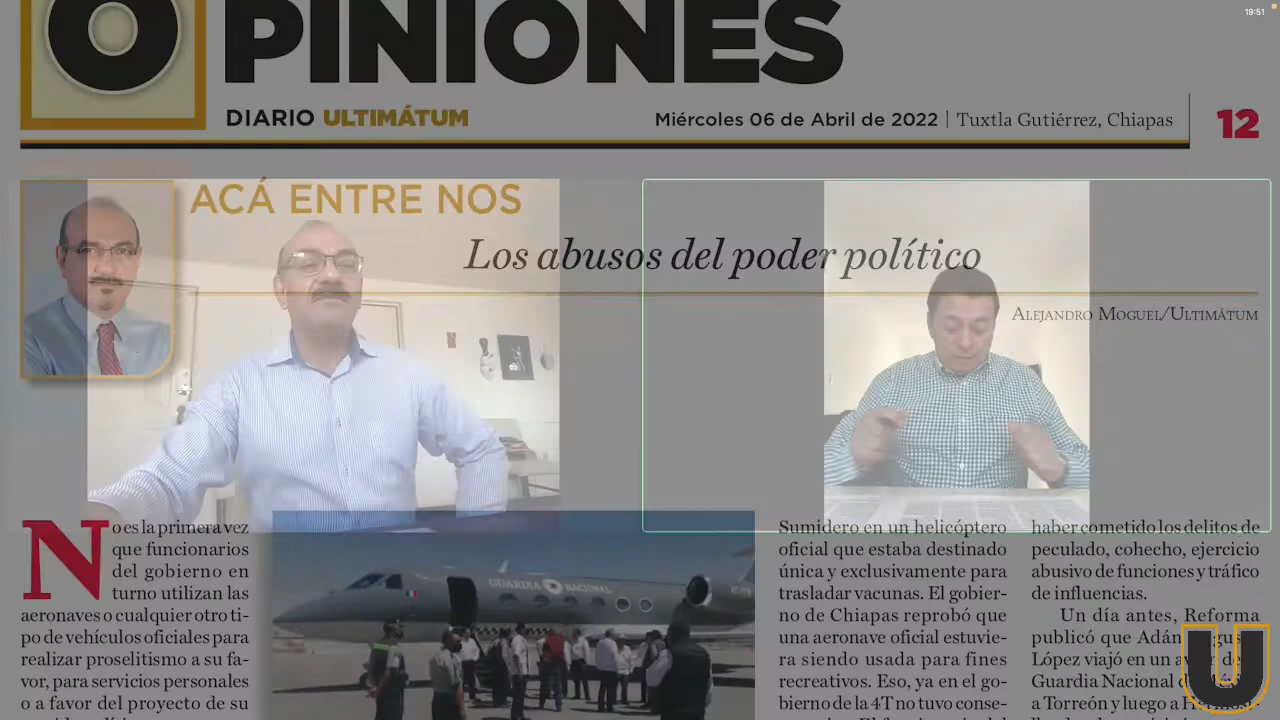 19:51
OPINIONES
DIARIO ULTIMÁTUM
Miércoles 06 de Abril de 2022 | Tuxtla Gutiérrez, Chiapas
12
ACÁ ENTRE NOS
Los abusos del poder político
Alejandro Moguel/Ultimátum
No es la primera vez
que funcionarios
del gobierno en
turno utilizan las
aeronaves o cualquier otro ti-
po de vehículos oficiales para
realizar proselitismo a su fa-
vor, para servicios personales
o a favor del proyecto de su
GUARDIA NACIONAL
Sumidero en un helicóptero
oficial que estaba destinado
única y exclusivamente para
trasladar vacunas. El gobier-
no de Chiapas reprobó que
una aeronave oficial estuvie-
ra siendo usada para fines
recreativos. Eso, ya en el go-
bierno de la 4T no tuvo conse-
haber cometido los delitos de
peculado, cohecho, ejercicio
abusivo de funciones y tráfico
de influencias.
Un día antes, Reforma
publicó que Adán
López viajó en un
Guardia Nacional
a Torreón y luego a
U